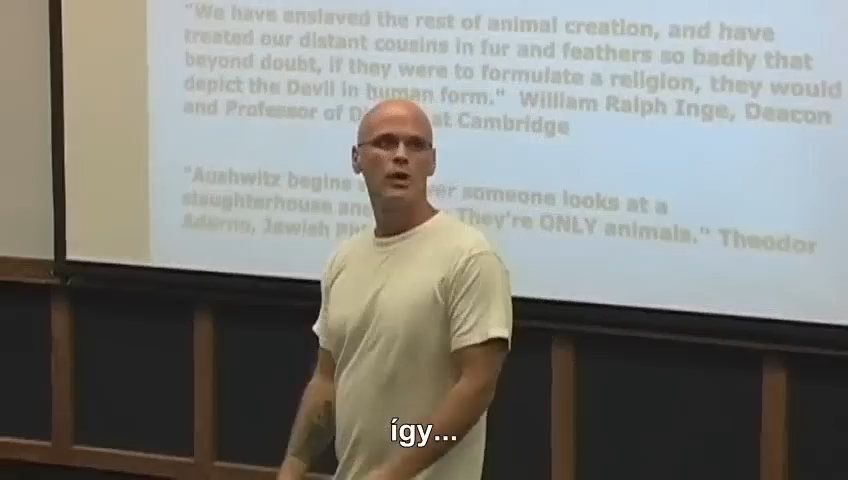 "We have enslaved the rest of animal creation, and have
treated our distant cousins in fur and feathers so badly that
beyond doubt, if they were to formulate a religion, they would
depict the Devil in human form." William Ralph Inge, Deacon
and Professor of at Cambridge
"Aushwitz begins someone looks at a
slaughterhouse They're ONLY animals." Theodor
Adorno, Jewish
így...